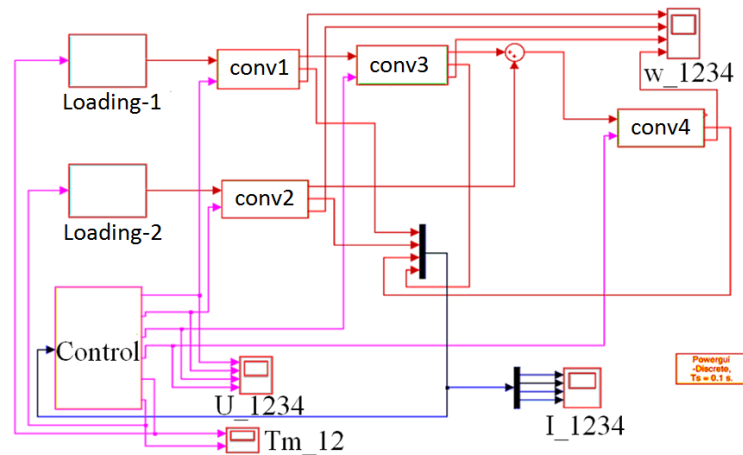 conv1
conv3
w_1234
Loading-1
conv4
conv2
Loading-2
Control
Powergui
-Discrete,
Ts = 0.1 s.
U_1234
I_1234
Tm_12